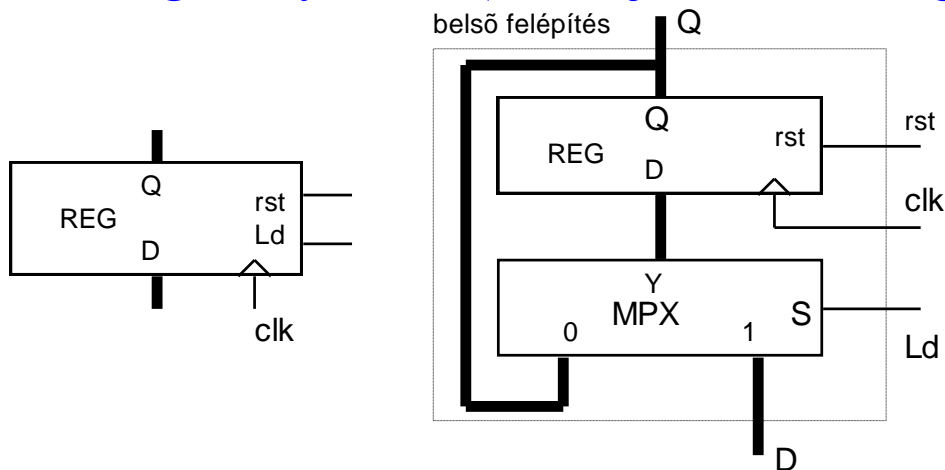 belsõ felépítés
Q
Q
REG
D
rst
Ld
clk
Q
REG
D
rst
rst
clk
Y
MPX
0
1
S
Ld
D